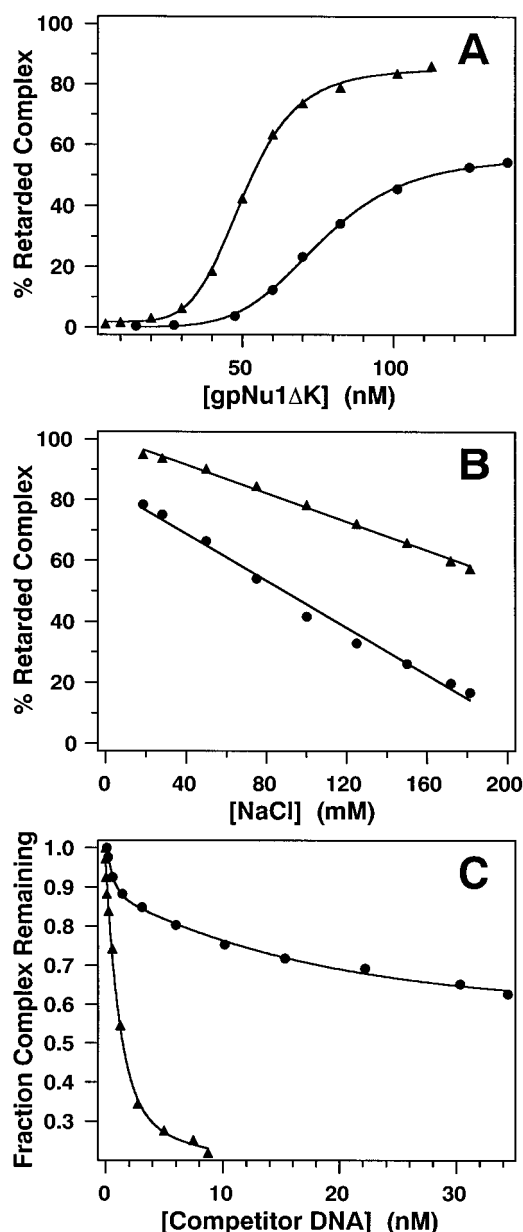 A
% Retarded Complex
100
80
60
40
20
0
50 100
[gpNu1ΔK] (nM)
B
% Retarded Complex
100
80
60
40
20
0
0 40 80 120 160 200
[NaCl] (mM)
C
Fraction Complex Remaining
1.0
0.9
0.8
0.7
0.6
0.5
0.4
0.3
0 10 20 30
[Competitor DNA] (nM)